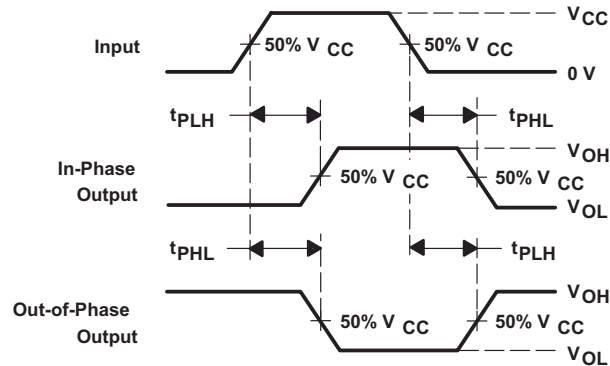 VCC
Input
50% VCC
50% VCC
0 V
tPLH
tPHL
VOH
In-Phase
Output
50% VCC
50% VCC
VOL
tPHL
tPLH
VOH
Out-of-Phase
Output
50% VCC
50% VCC
VOL